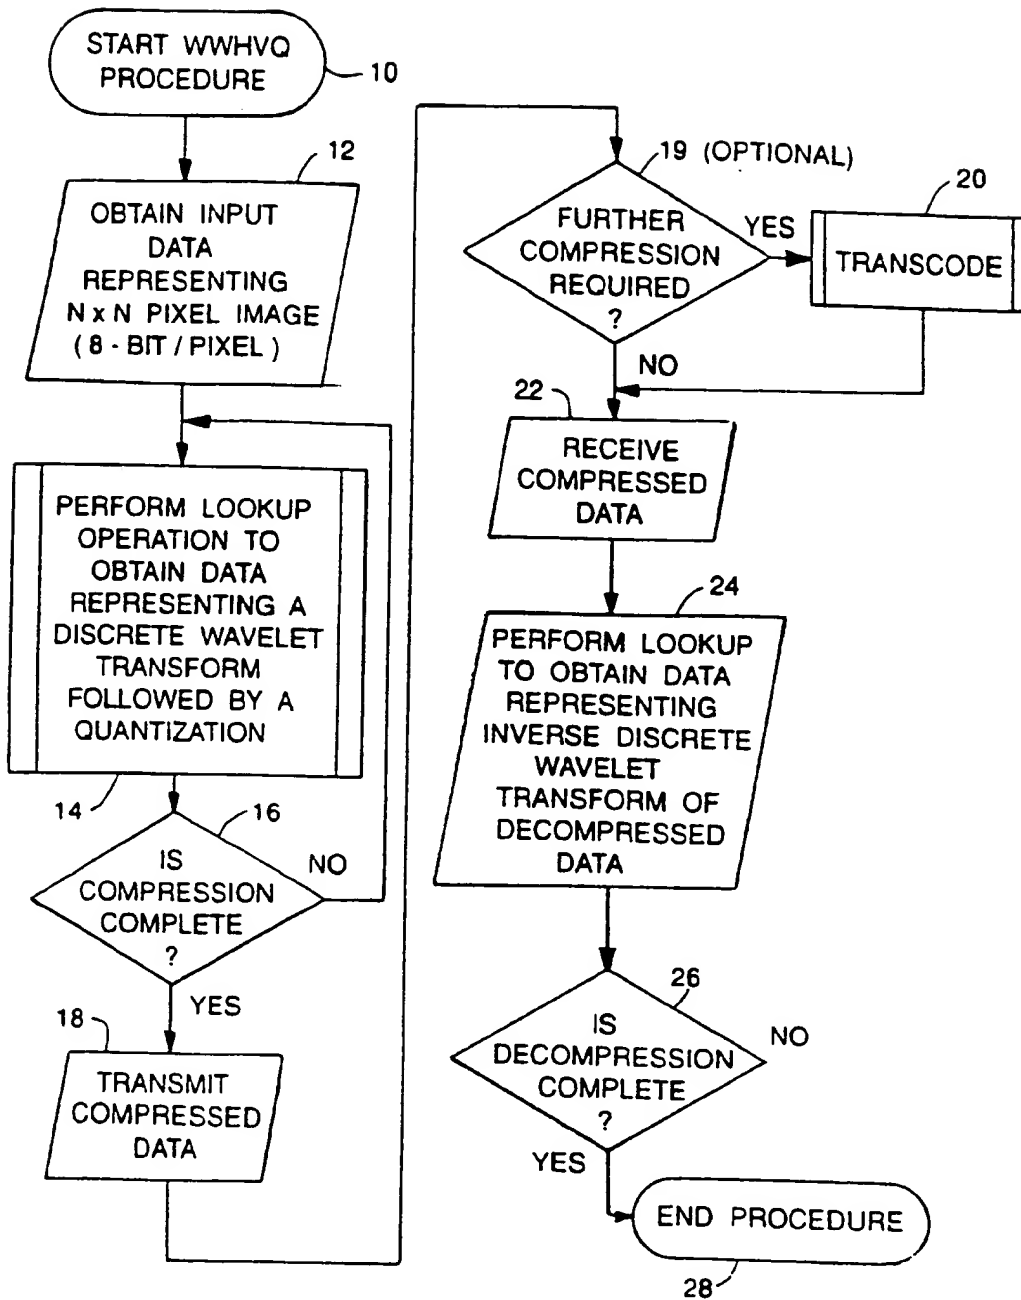 START WWHVQ
PROCEDURE
10
12
OBTAIN INPUT
DATA
REPRESENTING
N x N PIXEL IMAGE
( 8 - BIT / PIXEL )
PERFORM LOOKUP
OPERATION TO
OBTAIN DATA
REPRESENTING A
DISCRETE WAVELET
TRANSFORM
FOLLOWED BY A
QUANTIZATION
14
16
IS
COMPRESSION
COMPLETE
?
NO
YES
18
TRANSMIT
COMPRESSED
DATA
19 (OPTIONAL)
FURTHER
COMPRESSION
REQUIRED
?
YES
20
TRANSCODE
NO
22
RECEIVE
COMPRESSED
DATA
24
PERFORM LOOKUP
TO OBTAIN DATA
REPRESENTING
INVERSE DISCRETE
WAVELET
TRANSFORM OF
DECOMPRESSED
DATA
26
IS
DECOMPRESSION
COMPLETE
?
NO
YES
END PROCEDURE
28